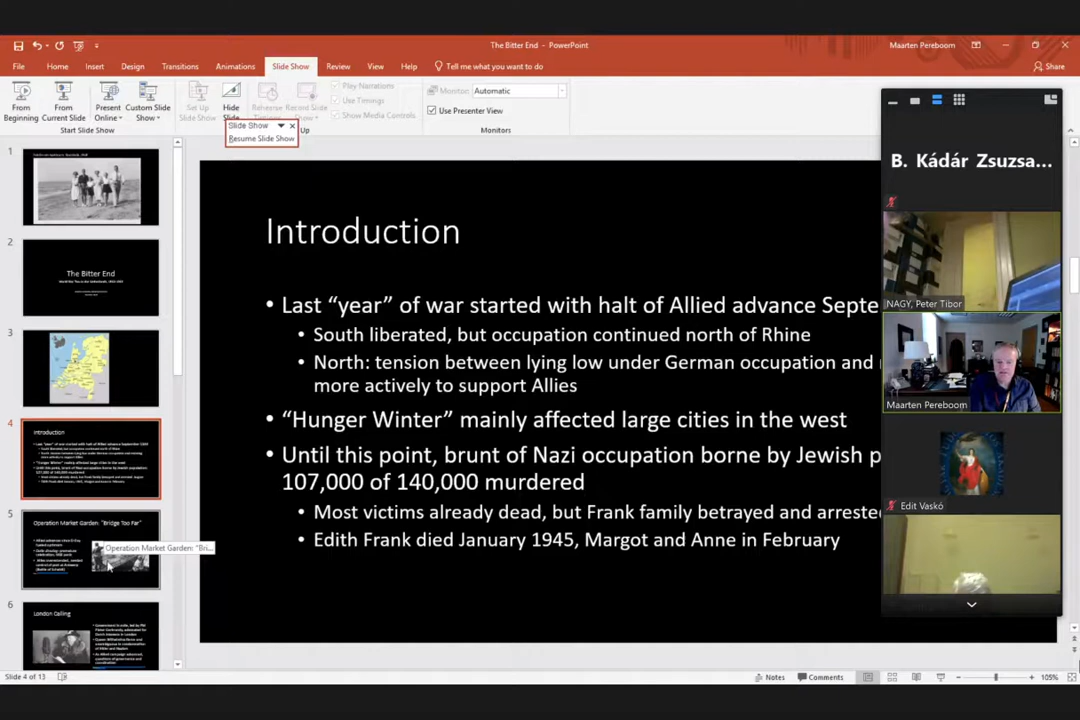 The Bitter End - PowerPoint
Maarten Pereboom
File Home Insert Design Transitions Animations Slide Show Review View Help Tell me what you want to do
Share
From Beginning
From Current Slide
Present Online
Custom Slide Show
Set Up Slide Show
Hide Slide
Rehearse
Record Slide
Play Narrations
Use Timings
Show Media Controls
Monitor: Automatic
Use Presenter View
Start Slide Show
Up
Monitors
Slide Show
Resume Slide Show
1
2
The Bitter End
3
4
Introduction
5
Operation Market Garden: "Bridge Too Far"
Operation Market Garden: "Bri...
6
London Calling
Introduction
• Last “year” of war started with halt of Allied advance Septe
• South liberated, but occupation continued north of Rhine
• North: tension between lying low under German occupation and
more actively to support Allies
• “Hunger Winter” mainly affected large cities in the west
• Until this point, brunt of Nazi occupation borne by Jewish p
107,000 of 140,000 murdered
• Most victims already dead, but Frank family betrayed and arreste
• Edith Frank died January 1945, Margot and Anne in February
B. Kádár Zsuzsa...
NAGY, Peter Tibor
Maarten Pereboom
Edit Vaskó
Slide 4 of 13
Notes
Comments
105%